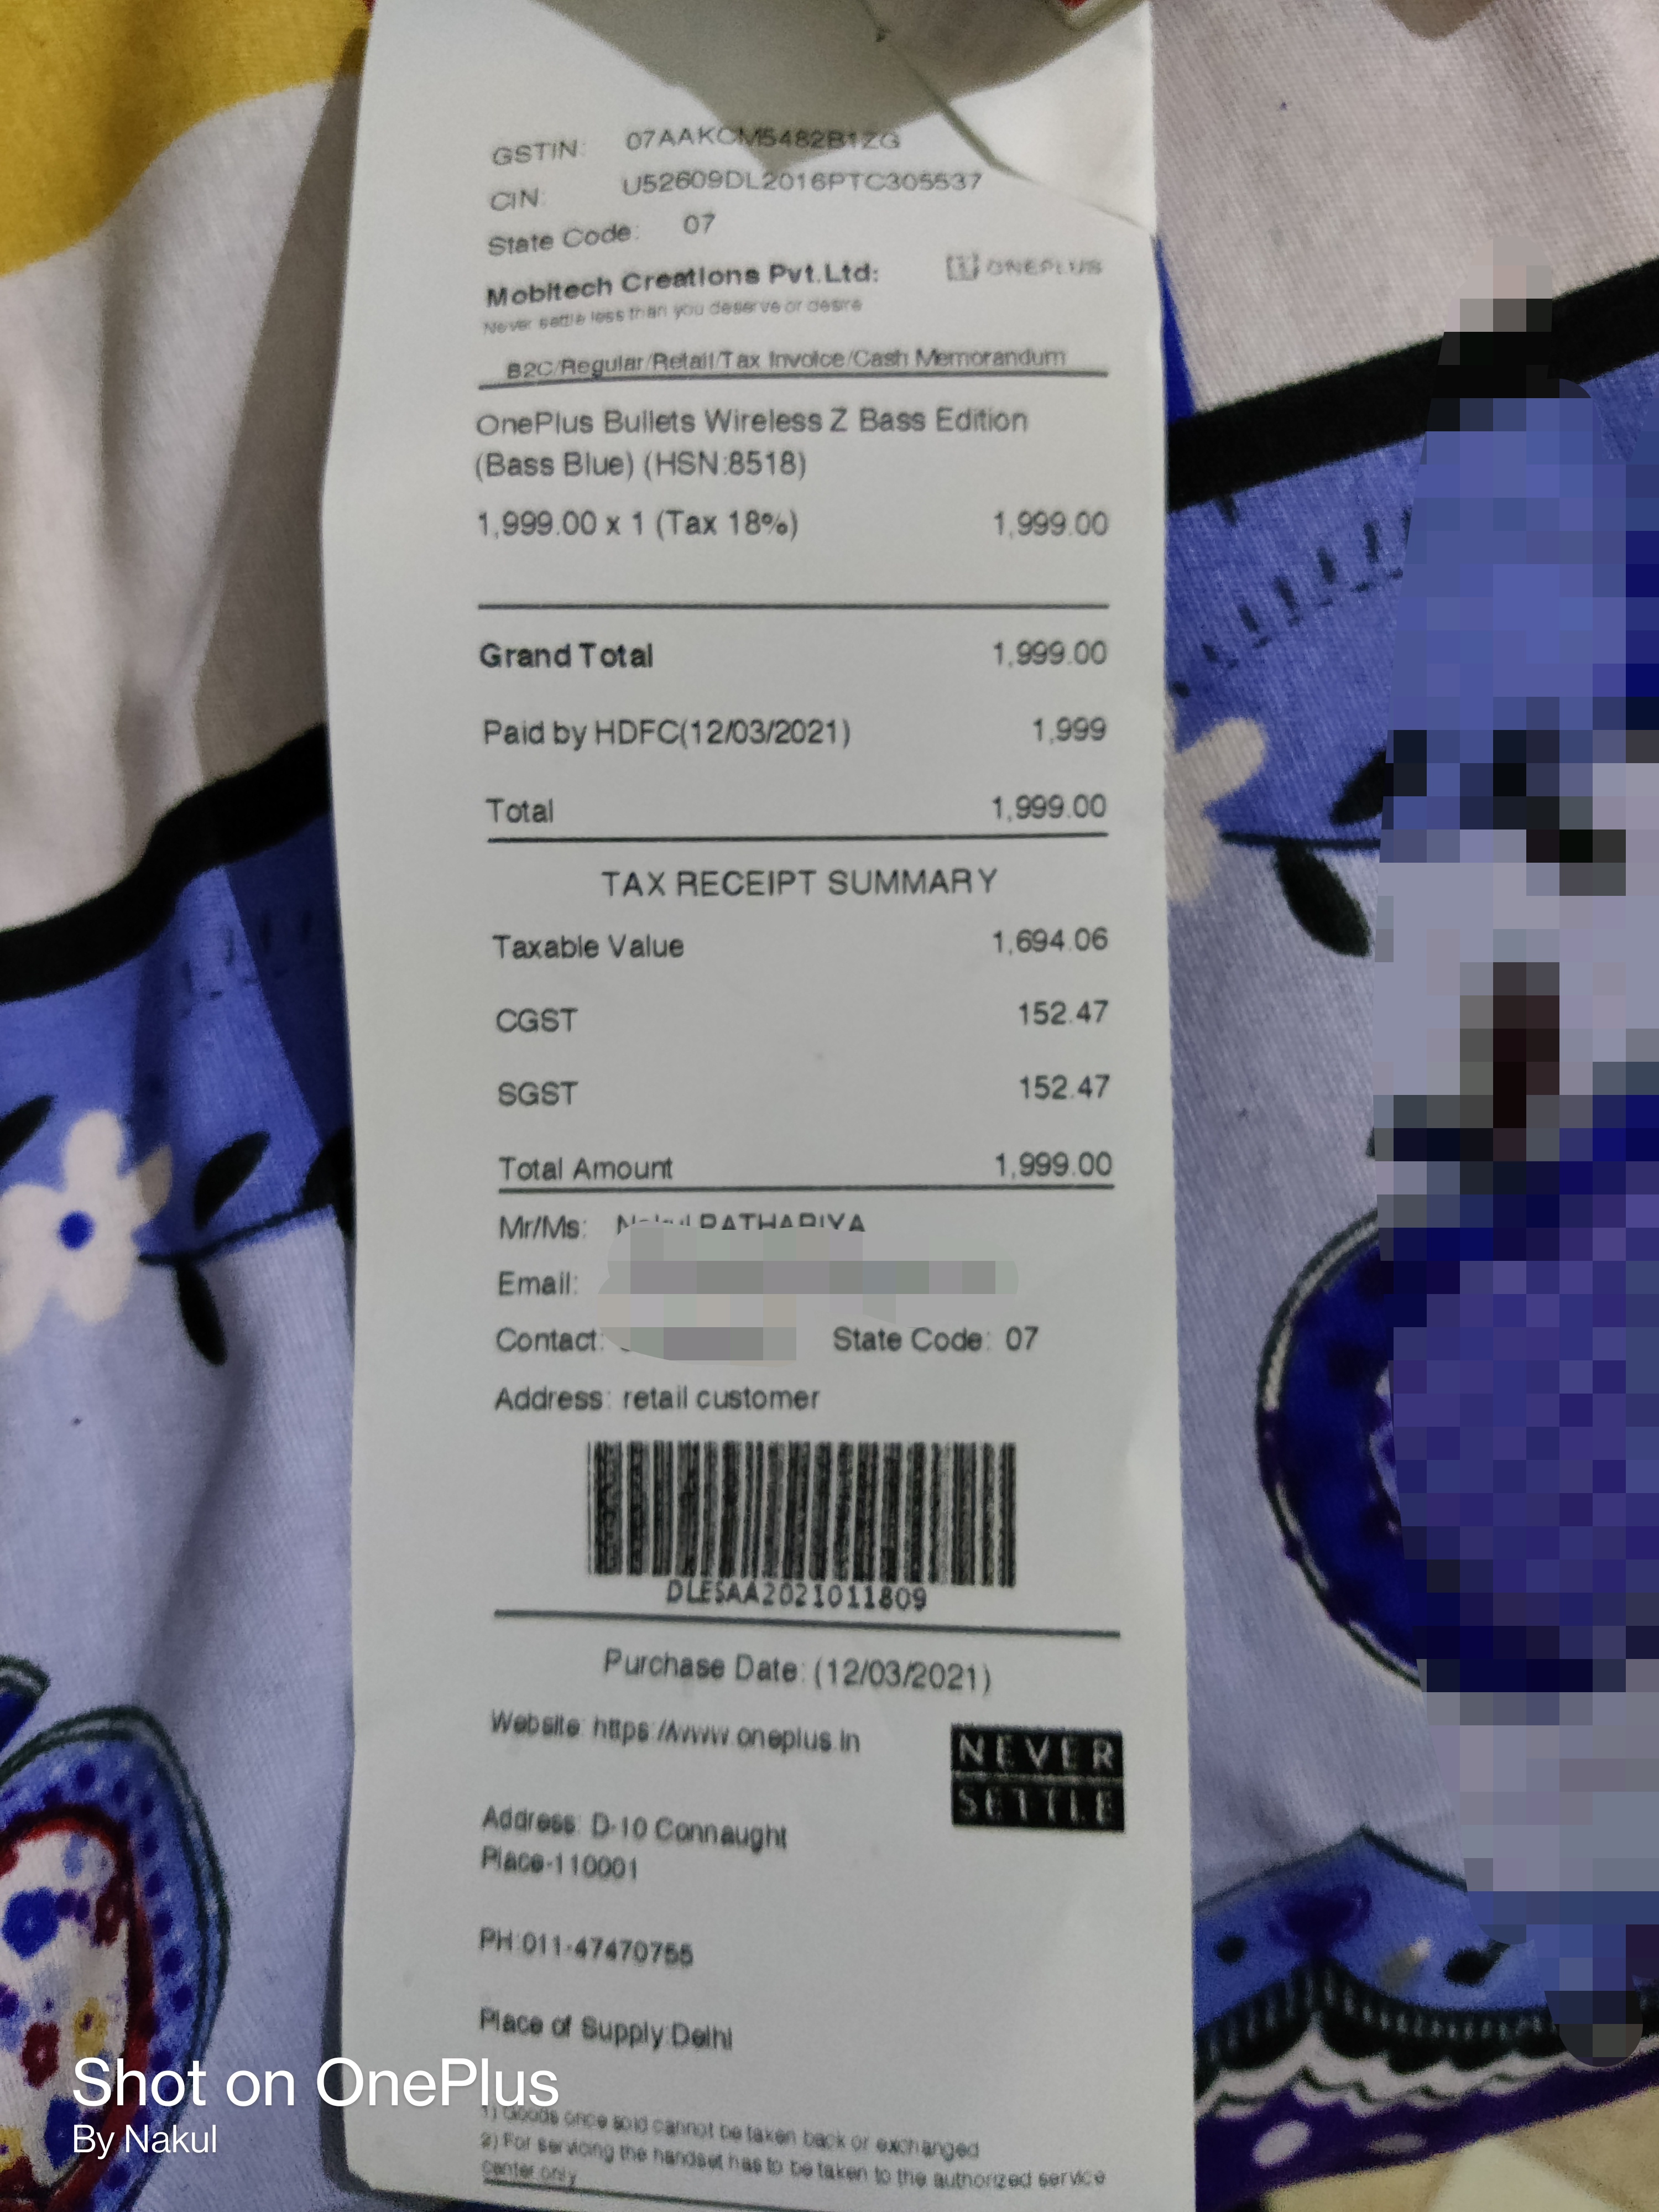 GSTIN: 07AAKCM5482B1ZG
CIN: U52609DL2016PTC305537
State Code: 07
Mobitech Creations Pvt.Ltd: ONEPLUS
Never settle less than you deserve or desire
B2C/Regular/Retail/Tax Invoice/Cash Memorandum
OnePlus Bullets Wireless Z Bass Edition
(Bass Blue) (HSN:8518)
1,999.00 x 1 (Tax 18%) 1,999.00
Grand Total 1,999.00
Paid by HDFC(12/03/2021) 1,999
Total 1,999.00
TAX RECEIPT SUMMARY
Taxable Value 1,694.06
CGST 152.47
SGST 152.47
Total Amount 1,999.00
Mr/Ms:
Email:
Contact: State Code: 07
Address: retail customer
DLESAA2021011809
Purchase Date: (12/03/2021)
Website: https://www.oneplus.in
NEVER
SETTLE
Address: D-10 Connaught
Place-110001
PH:011-47470755
Place of Supply:Delhi
1) Goods once sold cannot be taken back or exchanged
2) For servicing the handset has to be taken to the authorized service
center only
Shot on OnePlus
By Nakul